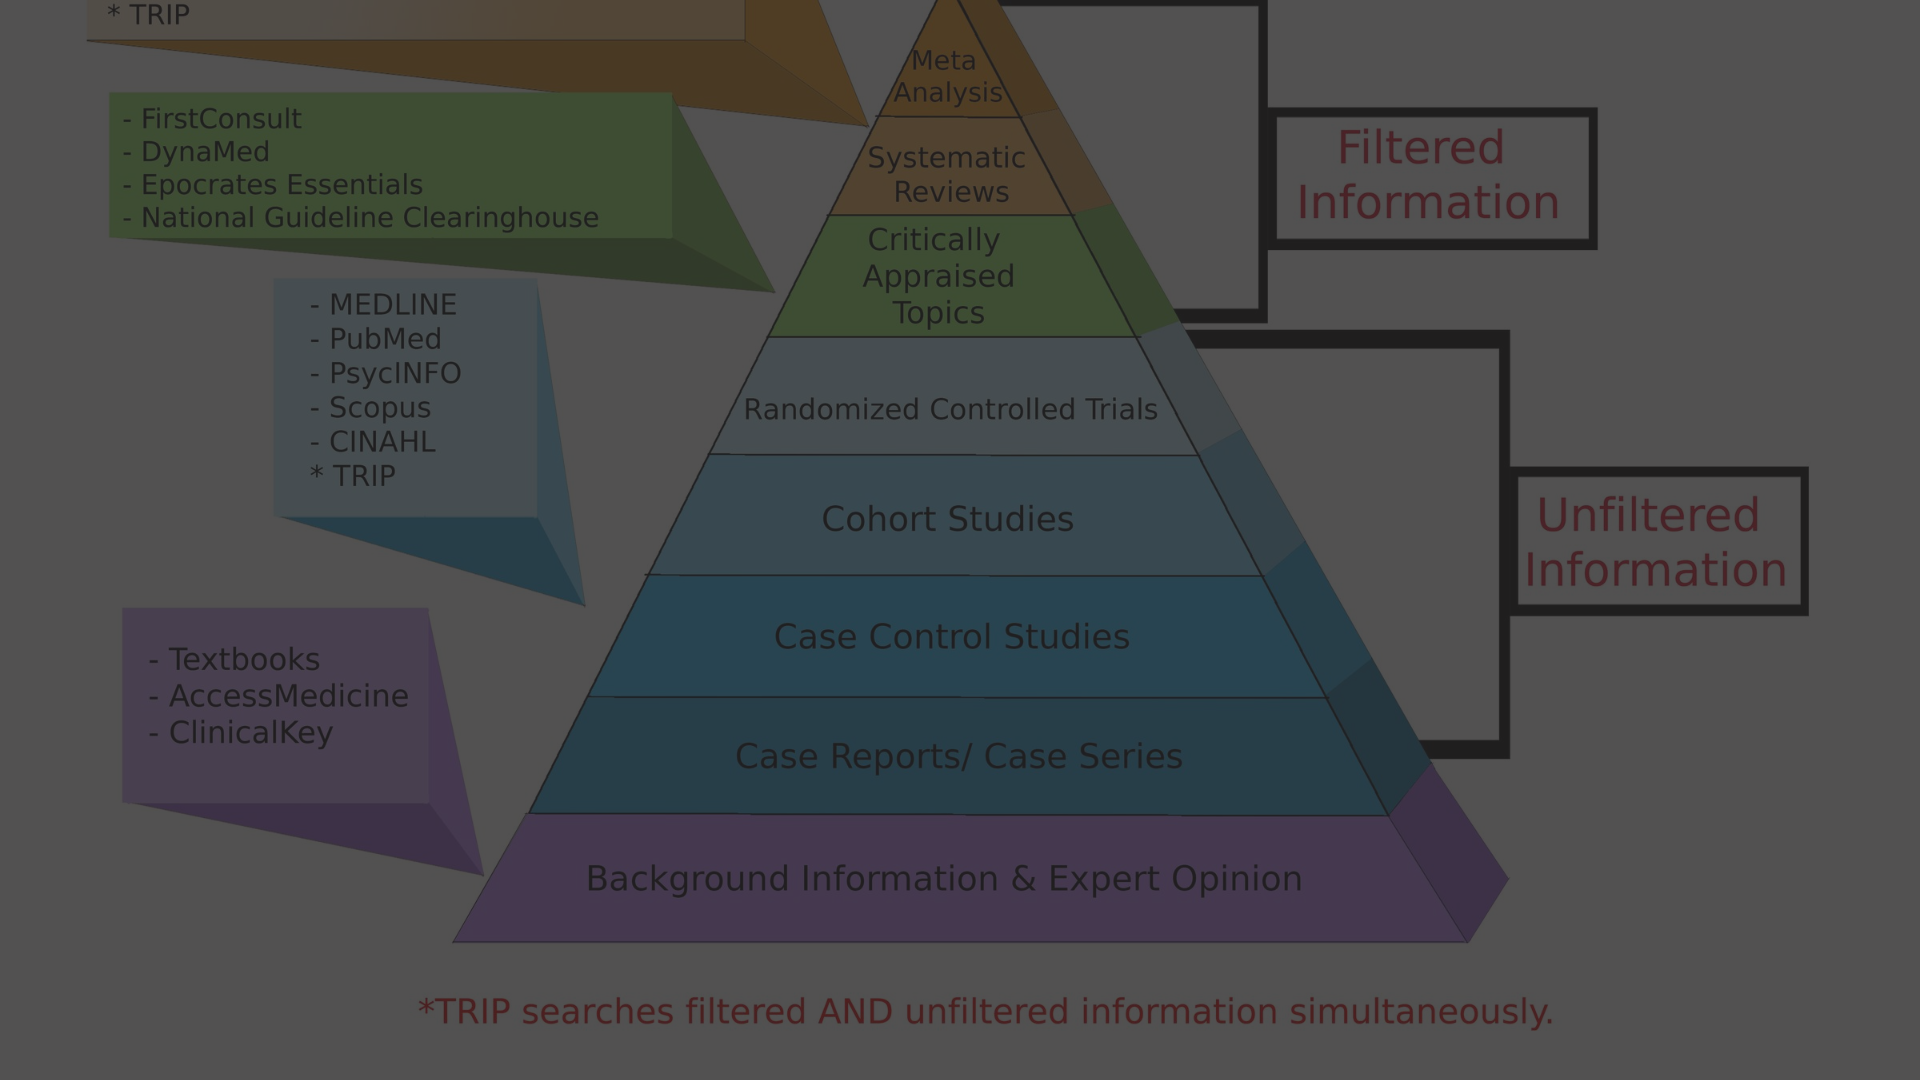 * TRIP
- FirstConsult
- DynaMed
- Epocrates Essentials
- National Guideline Clearinghouse
- MEDLINE
- PubMed
- PsycINFO
- Scopus
- CINAHL
* TRIP
- Textbooks
- AccessMedicine
- ClinicalKey
Meta
Analysis
Systematic
Reviews
Critically
Appraised
Topics
Randomized Controlled Trials
Cohort Studies
Case Control Studies
Case Reports/ Case Series
Background Information & Expert Opinion
Filtered
Information
Unfiltered
Information
*TRIP searches filtered AND unfiltered information simultaneously.